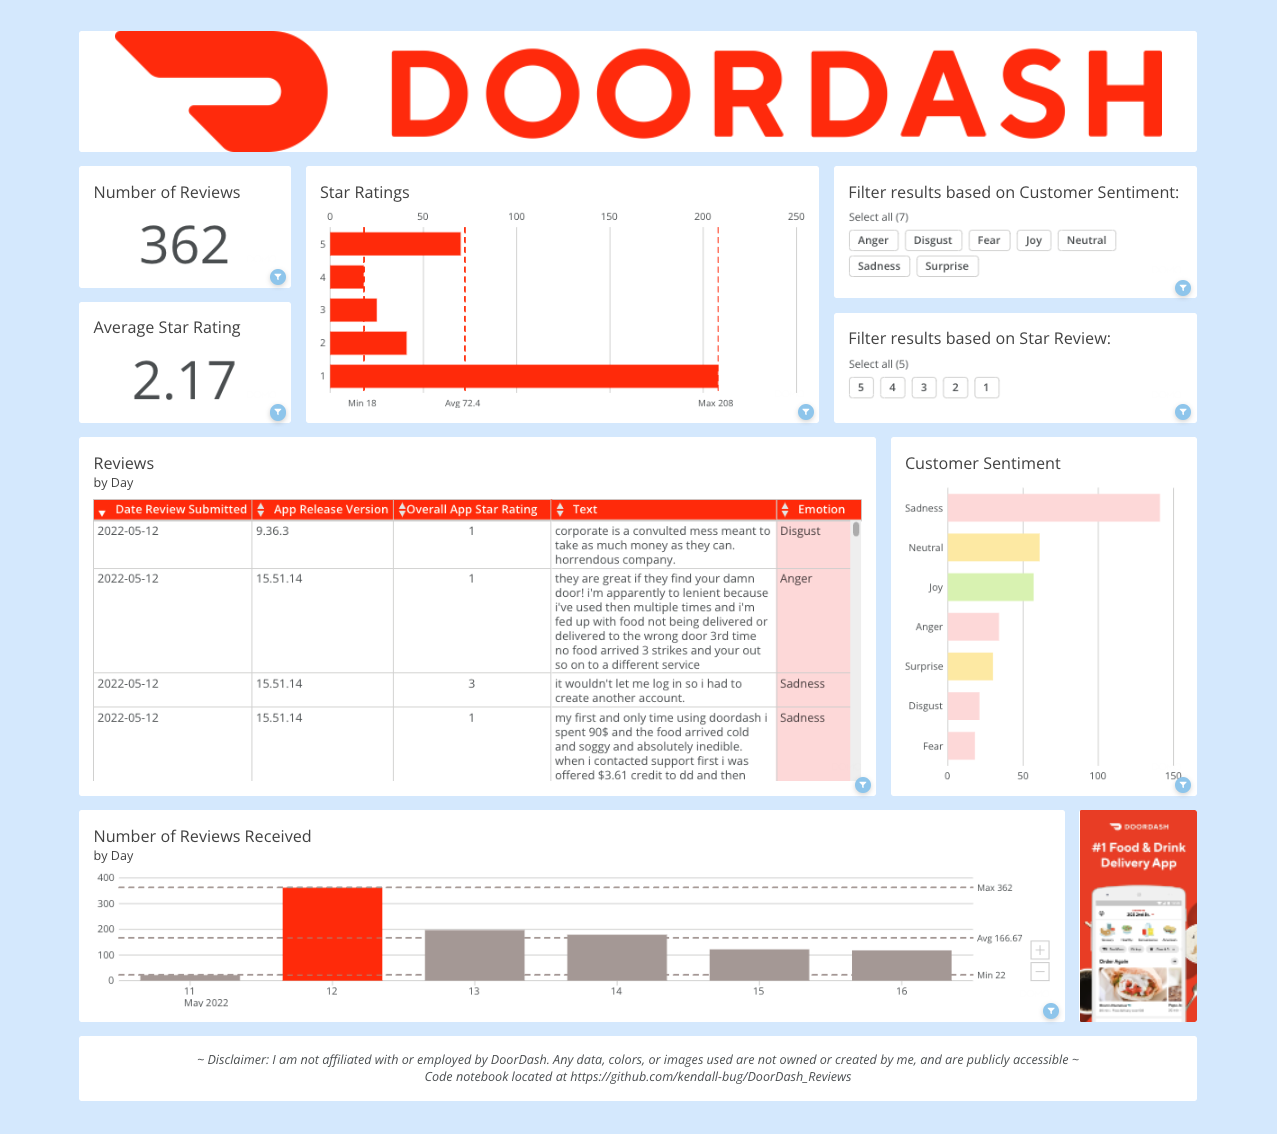 DOORDASH
Number of Reviews
362
Average Star Rating
2.17
Star Ratings
0 50 100 150 200 250
5
4
3
2
1
Min 18 Avg 72.4 Max 208
Filter results based on Customer Sentiment:
Select all (7)
Anger Disgust Fear Joy Neutral
Sadness Surprise
Filter results based on Star Review:
Select all (5)
5 4 3 2 1
Reviews
by Day
Date Review Submitted App Release Version Overall App Star Rating Text Emotion
2022-05-12 9.36.3 1 corporate is a convulted mess meant to Disgust
take as much money as they can.
horrendous company.
2022-05-12 15.51.14 1 they are great if they find your damn Anger
door! i'm apparently to lenient because
i've used then multiple times and i'm
fed up with food not being delivered or
delivered to the wrong door 3rd time
no food arrived 3 strikes and your out
so on to a different service
2022-05-12 15.51.14 3 it wouldn't let me log in so i had to Sadness
create another account.
2022-05-12 15.51.14 1 my first and only time using doordash i Sadness
spent 90$ and the food arrived cold
and soggy and absolutely inedible.
when i contacted support first i was
offered $3.61 credit to dd and then
Customer Sentiment
Sadness
Neutral
Joy
Anger
Surprise
Disgust
Fear
0 50 100 150
Number of Reviews Received
by Day
400
300
200
100
0
Max 362
Avg 166.67
Min 22
11 12 13 14 15 16
May 2022
DOORDASH
#1 Food & Drink
Delivery App
Order Again
~ Disclaimer: I am not affiliated with or employed by DoorDash. Any data, colors, or images used are not owned or created by me, and are publicly accessible ~
Code notebook located at https://github.com/kendall-bug/DoorDash_Reviews